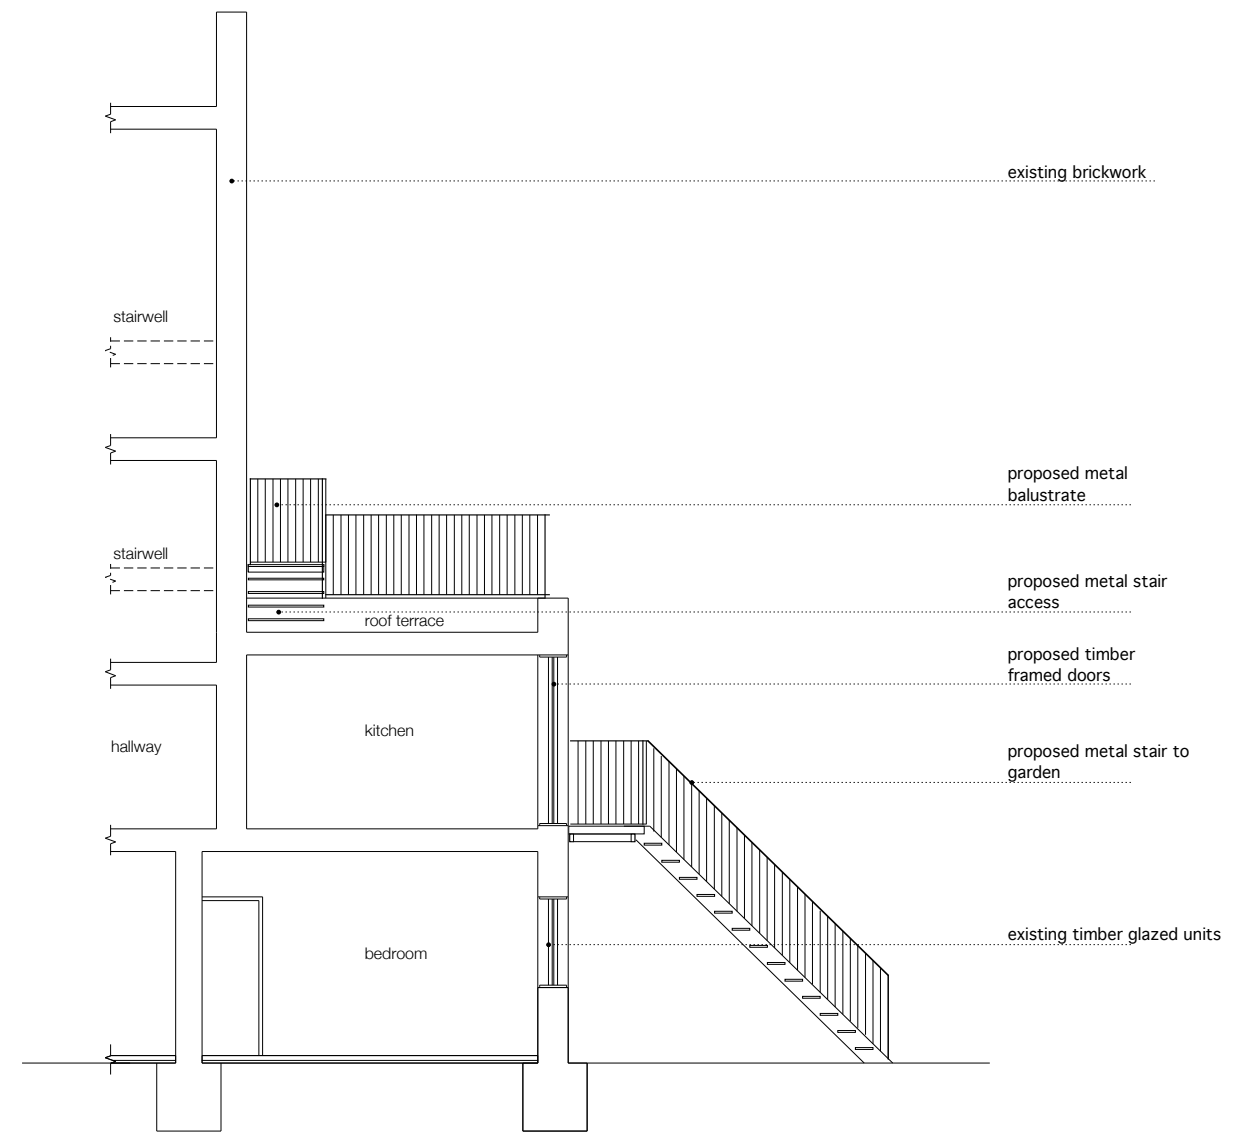 existing brickwork
stairwell
proposed metal
balustrate
stairwell
proposed metal stair
access
roof terrace
proposed timber
framed doors
kitchen
hallway
proposed metal stair to
garden
existing timber glazed units
bedroom